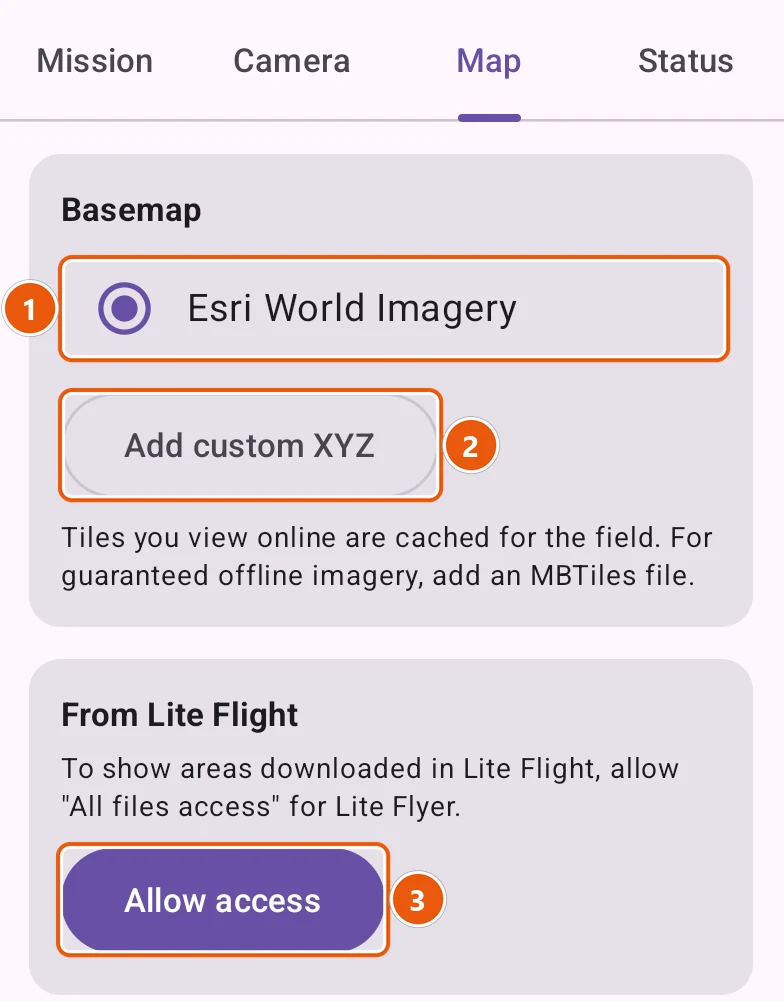 Mission Camera Map Status
Basemap
1 Esri World Imagery
Add custom XYZ 2
Tiles you view online are cached for the field. For
guaranteed offline imagery, add an MBTiles file.
From Lite Flight
To show areas downloaded in Lite Flight, allow
"All files access" for Lite Flyer.
Allow access 3